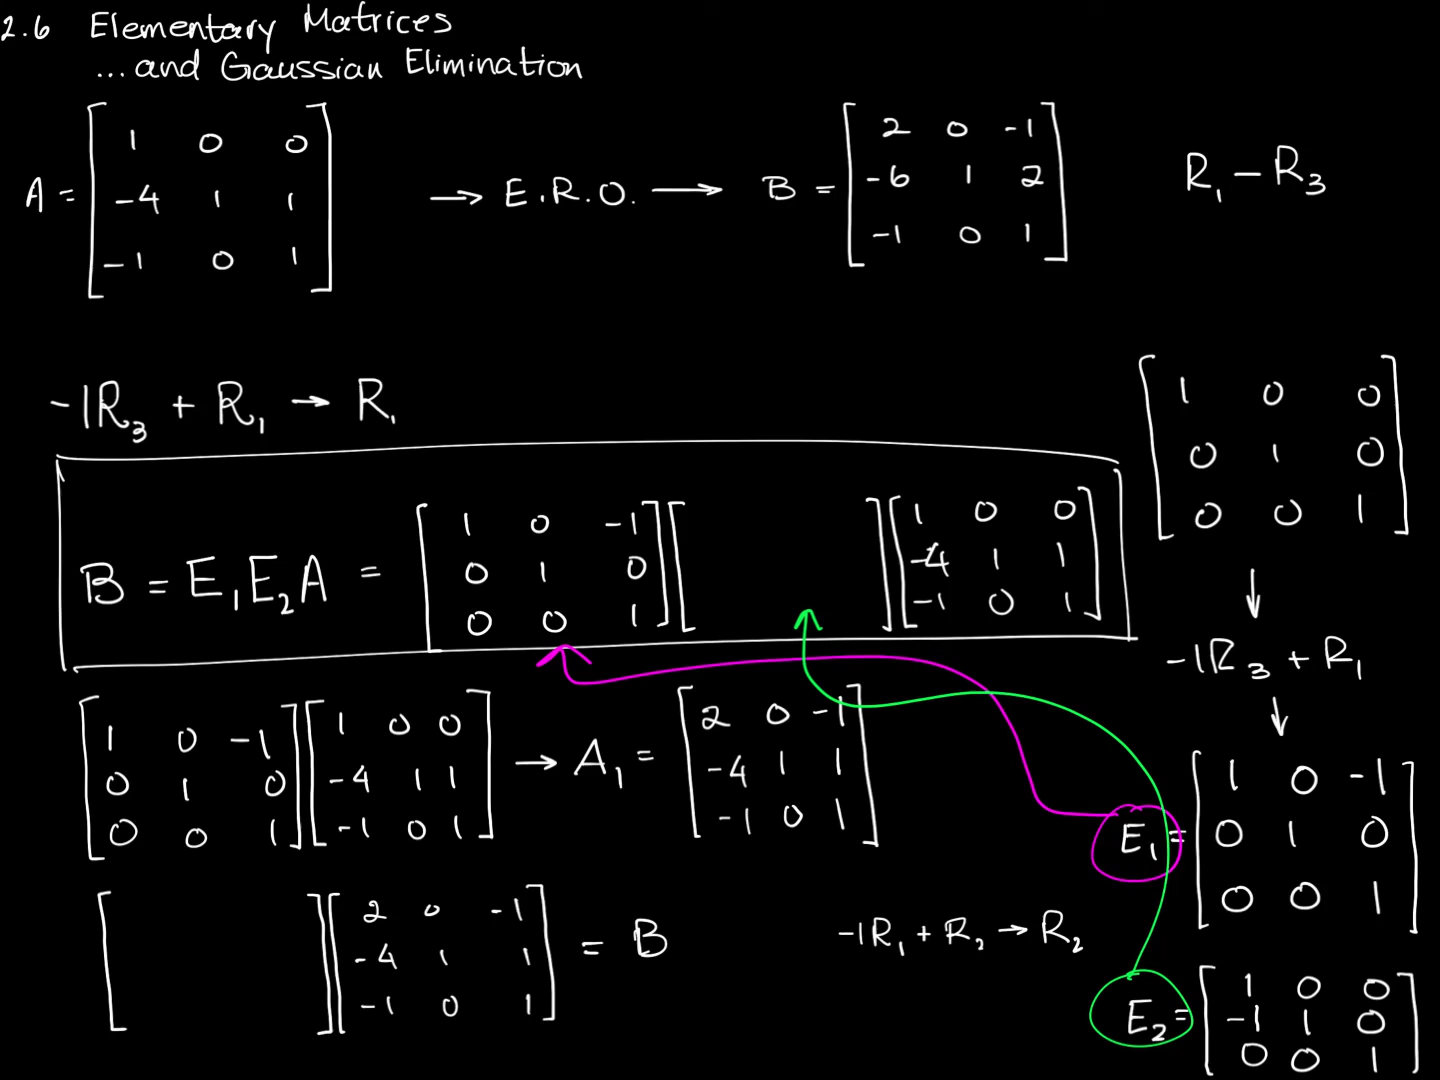 2.6 Elementary Matrices
...and Gaussian Elimination
A = [1 0 0
-4 1 1
-1 0 1]
→ E.R.O. →
B = [2 0 -1
-6 1 2
-1 0 1]
R₁ - R₃
-1R₃ + R₁ → R₁
B = E₁E₂A =
[1 0 -1
0 1 0
0 0 1]
[ ]
[1 0 0
-4 1 1
-1 0 1]
[1 0 0
0 1 0
0 0 1]
↓
-1R₃ + R₁
↓
E₁ = [1 0 -1
0 1 0
0 0 1]
[1 0 -1
0 1 0
0 0 1]
[1 0 0
-4 1 1
-1 0 1]
→ A₁ =
[2 0 -1
-4 1 1
-1 0 1]
[ ]
[2 0 -1
-4 1 1
-1 0 1]
= B
-1R₁ + R₂ → R₂
E₂ = [1 0 0
-1 1 0
0 0 1]